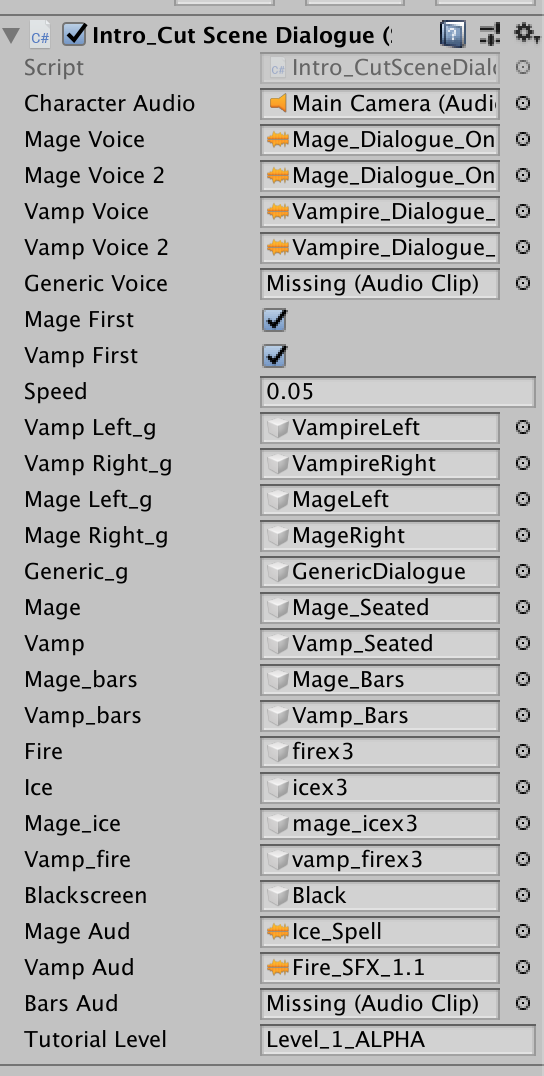 Intro_Cut Scene Dialogue (
C# Script Intro_CutSceneDial
Character Audio Main Camera (Audi
Mage Voice Mage_Dialogue_On
Mage Voice 2 Mage_Dialogue_On
Vamp Voice Vampire_Dialogue_
Vamp Voice 2 Vampire_Dialogue_
Generic Voice Missing (Audio Clip)
Mage First
Vamp First
Speed 0.05
Vamp Left_g VampireLeft
Vamp Right_g VampireRight
Mage Left_g MageLeft
Mage Right_g MageRight
Generic_g GenericDialogue
Mage Mage_Seated
Vamp Vamp_Seated
Mage_bars Mage_Bars
Vamp_bars Vamp_Bars
Fire firex3
Ice icex3
Mage_ice mage_icex3
Vamp_fire vamp_firex3
Blackscreen Black
Mage Aud Ice_Spell
Vamp Aud Fire_SFX_1.1
Bars Aud Missing (Audio Clip)
Tutorial Level Level_1_ALPHA